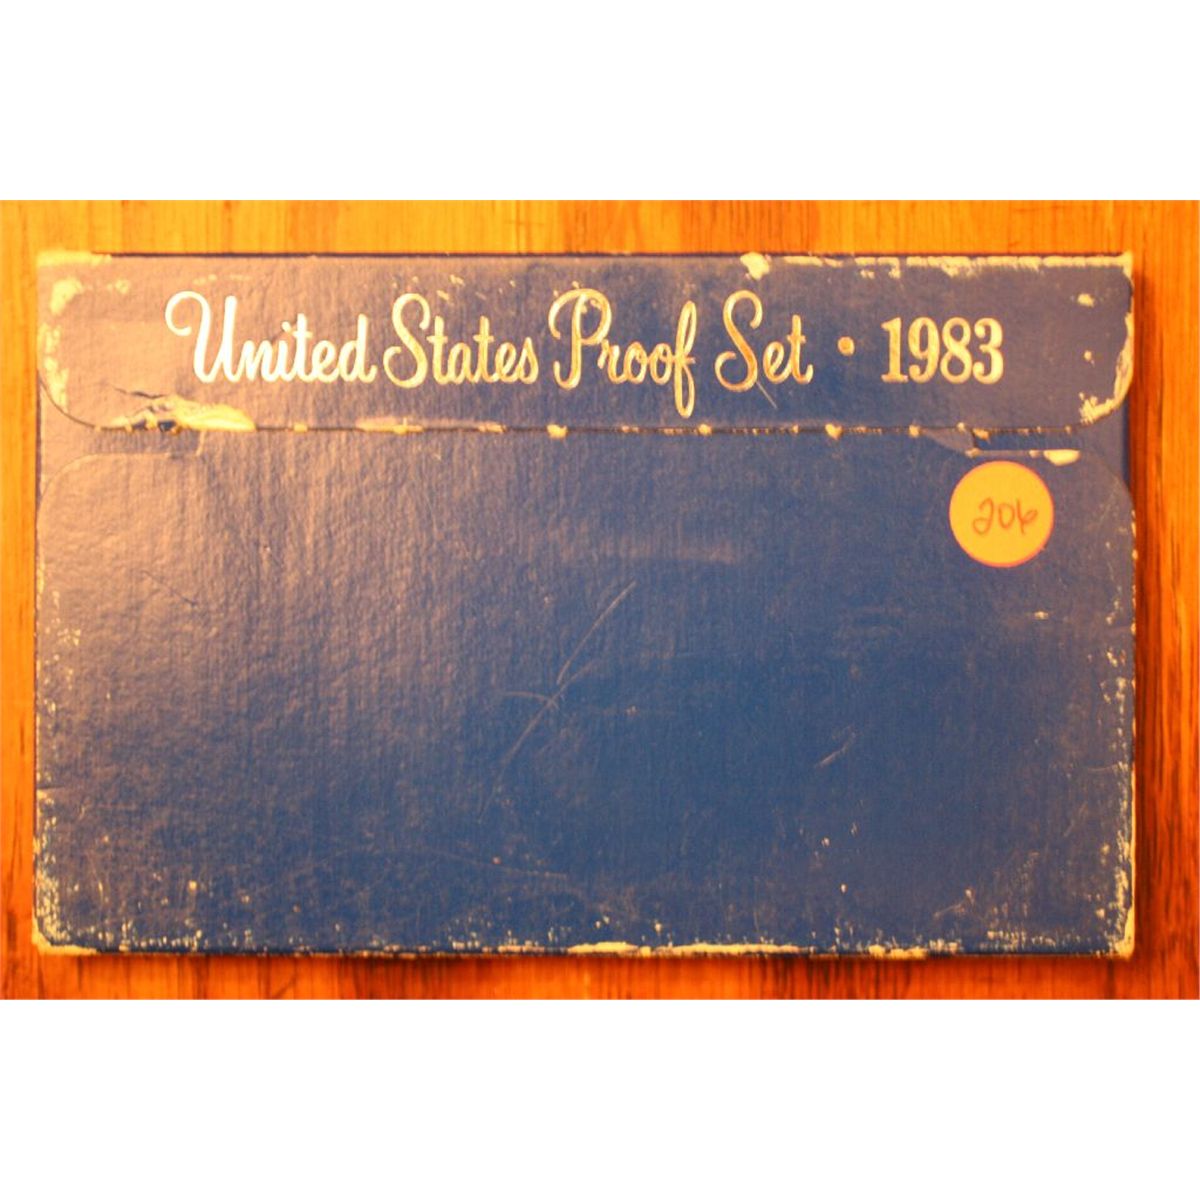 United States Proof Set • 1983
206